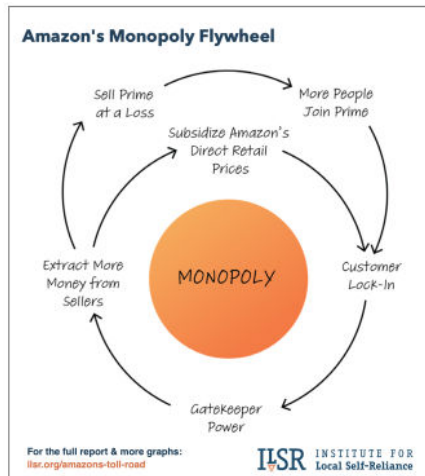 Amazon's Monopoly Flywheel
Sell Prime
at a Loss
More People
Join Prime
Subsidize Amazon's
Direct Retail
Prices
Extract More
Money from
Sellers
MONOPOLY
Customer
Lock-In
Gatekeeper
Power
For the full report & more graphs:
ilsr.org/amazons-toll-road
ILSR
INSTITUTE FOR
Local Self-Reliance